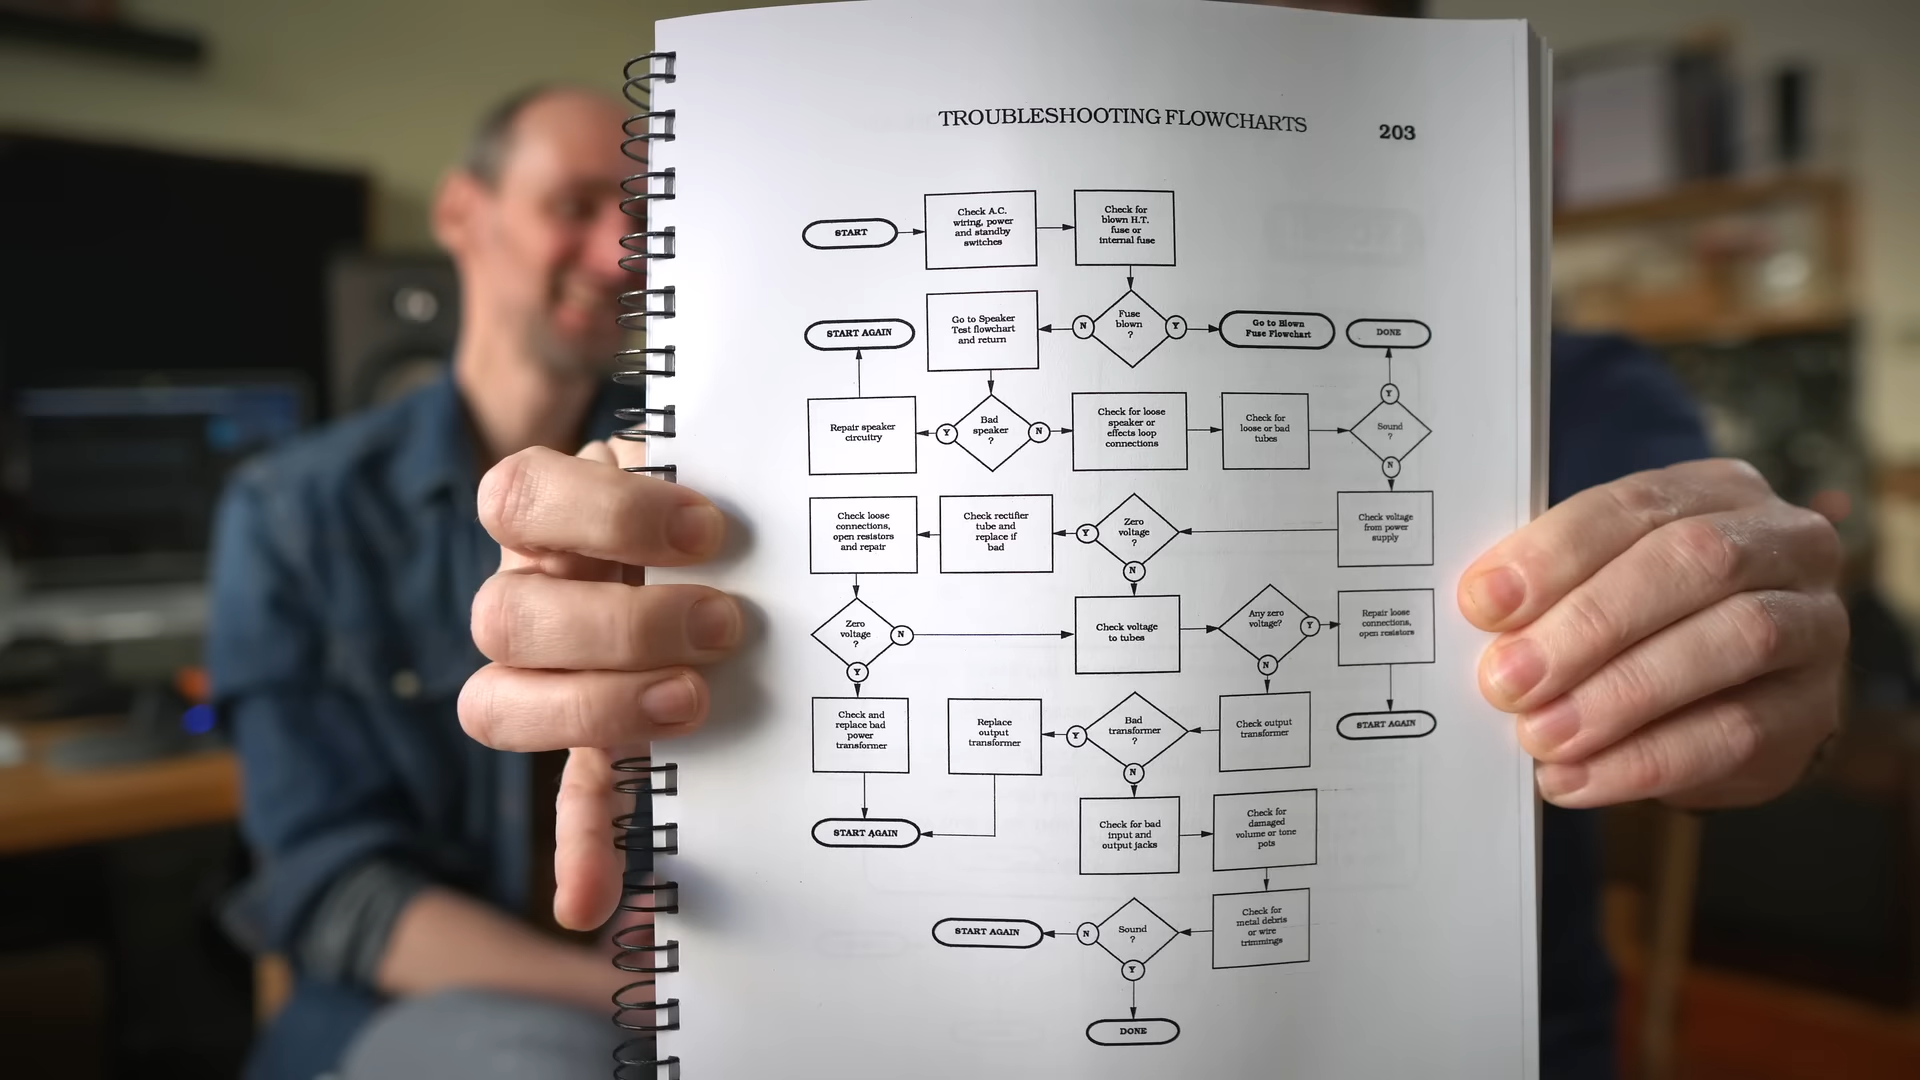 TROUBLESHOOTING FLOWCHARTS
203
START
Check A.C.
wiring, power
and standby
switches
Check for
blown H.T.
fuse or
internal fuse
START AGAIN
Go to Speaker
Test flowchart
and return
N
Fuse
blown
?
Y
Go to Blown
Fuse Flowchart
DONE
Y
Repair speaker
circuitry
Y
Bad
speaker
?
N
Check for loose
speaker or
effects loop
connections
Check for
loose or bad
tubes
Sound
?
N
Check loose
connections,
open resistors
and repair
Check rectifier
tube and
replace if
bad
Y
Zero
voltage
?
N
Check voltage
from power
supply
Zero
voltage
?
N
Y
Check voltage
to tubes
Any zero
voltage?
Y
N
Repair loose
connections,
open resistors
Check and
replace bad
power
transformer
Replace
output
transformer
Y
Bad
transformer
?
N
Check output
transformer
START AGAIN
START AGAIN
Check for bad
input and
output jacks
Check for
damaged
volume or tone
pots
START AGAIN
N
Sound
?
Y
Check for
metal debris
or wire
trimmings
DONE